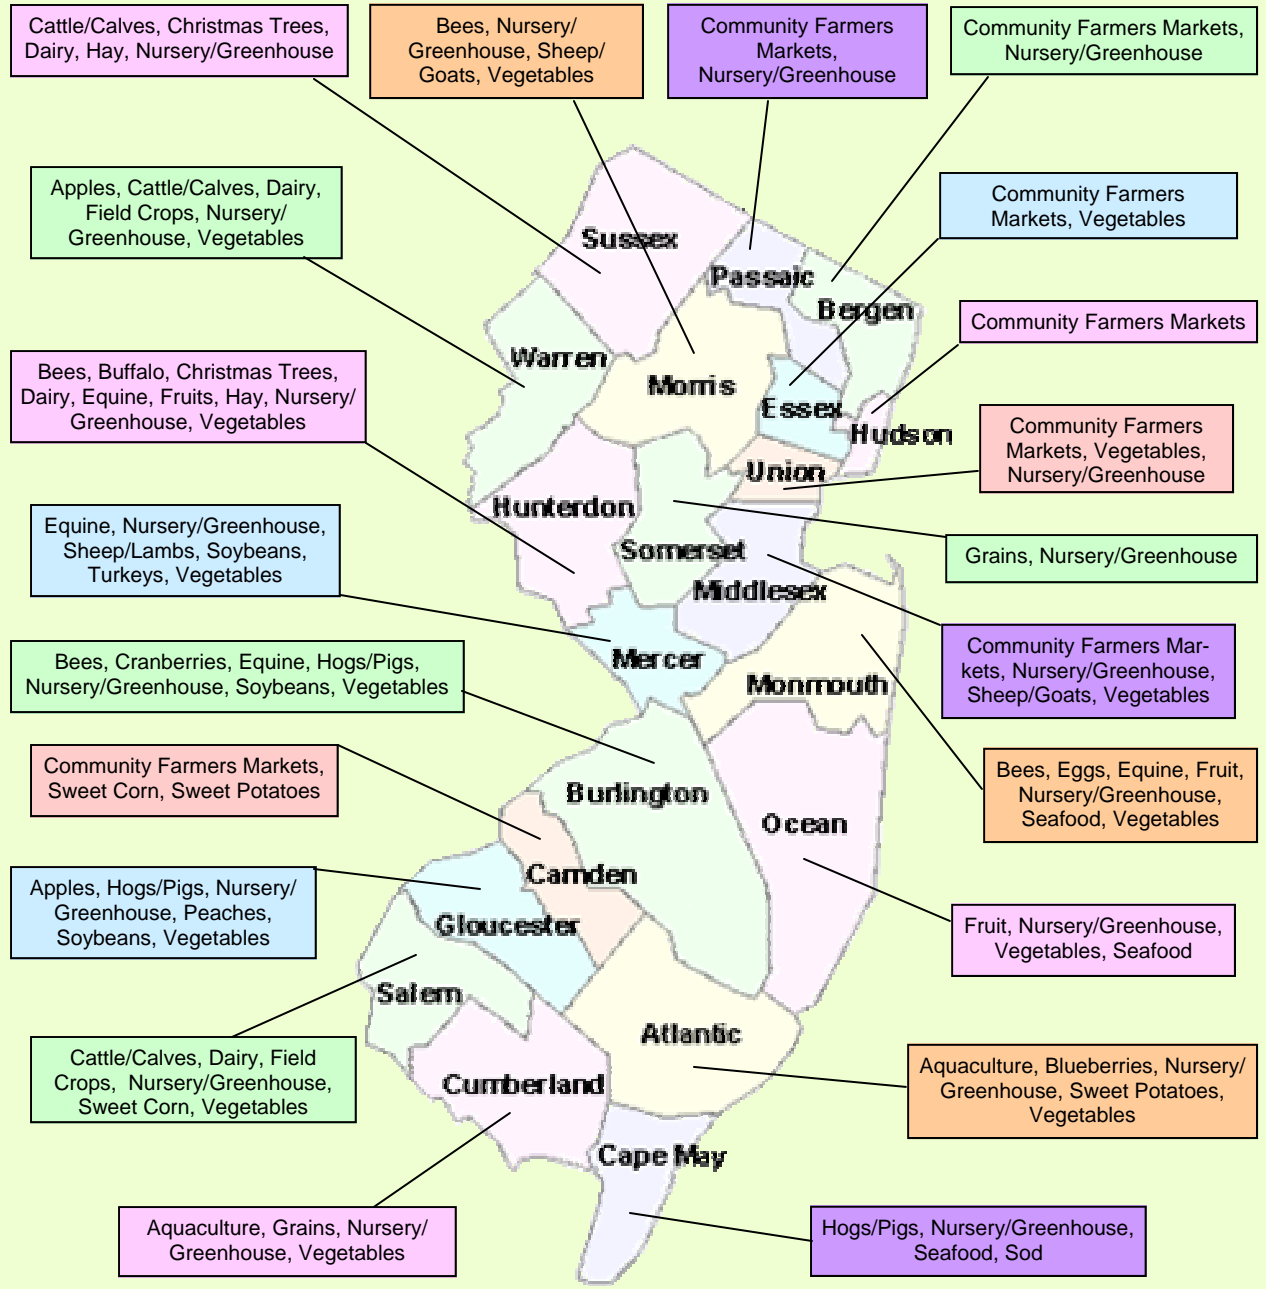 Cattle/Calves, Christmas Trees,
Dairy, Hay, Nursery/Greenhouse
Bees, Nursery/
Greenhouse, Sheep/
Goats, Vegetables
Community Farmers
Markets,
Nursery/Greenhouse
Community Farmers Markets,
Nursery/Greenhouse
Apples, Cattle/Calves, Dairy,
Field Crops, Nursery/
Greenhouse, Vegetables
Community Farmers
Markets, Vegetables
Sussex
Passaic
Bergen
Community Farmers Markets
Warren
Morris
Essex
Hudson
Bees, Buffalo, Christmas Trees,
Dairy, Equine, Fruits, Hay, Nursery/
Greenhouse, Vegetables
Community Farmers
Markets, Vegetables,
Nursery/Greenhouse
Union
Hunterdon
Somerset
Middlesex
Equine, Nursery/Greenhouse,
Sheep/Lambs, Soybeans,
Turkeys, Vegetables
Grains, Nursery/Greenhouse
Mercer
Monmouth
Bees, Cranberries, Equine, Hogs/Pigs,
Nursery/Greenhouse, Soybeans, Vegetables
Community Farmers Mar-
kets, Nursery/Greenhouse,
Sheep/Goats, Vegetables
Community Farmers Markets,
Sweet Corn, Sweet Potatoes
Burlington
Ocean
Bees, Eggs, Equine, Fruit,
Nursery/Greenhouse,
Seafood, Vegetables
Camden
Gloucester
Apples, Hogs/Pigs, Nursery/
Greenhouse, Peaches,
Soybeans, Vegetables
Fruit, Nursery/Greenhouse,
Vegetables, Seafood
Salem
Atlantic
Cumberland
Cattle/Calves, Dairy, Field
Crops, Nursery/Greenhouse,
Sweet Corn, Vegetables
Aquaculture, Blueberries, Nursery/
Greenhouse, Sweet Potatoes,
Vegetables
Cape May
Aquaculture, Grains, Nursery/
Greenhouse, Vegetables
Hogs/Pigs, Nursery/Greenhouse,
Seafood, Sod